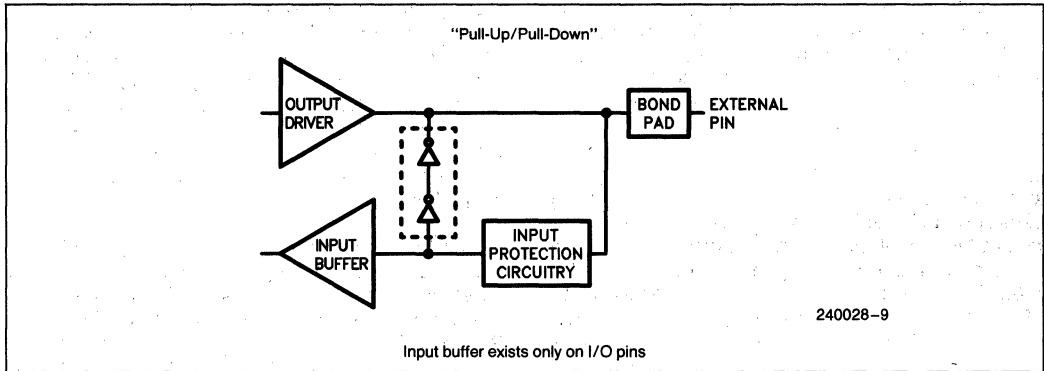 "Pull-Up/Pull-Down"
OUTPUT
DRIVER
BOND
PAD
EXTERNAL
PIN
INPUT
BUFFER
INPUT
PROTECTION
CIRCUITRY
240028-9
Input buffer exists only on I/O pins